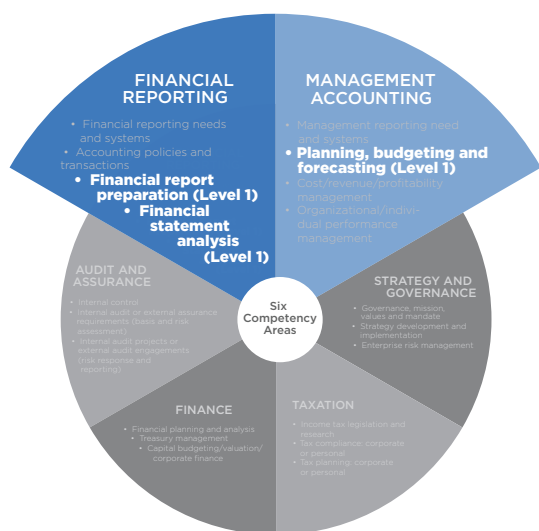 FINANCIAL
REPORTING
• Financial reporting needs
and systems
• Accounting policies and
transactions
• Financial report
preparation (Level 1)
• Financial
statement
analysis
(Level 1)
MANAGEMENT
ACCOUNTING
• Management reporting need
and systems
• Planning, budgeting and
forecasting (Level 1)
• Cost/revenue/profitability
management
• Organizational/indivi-
dual performance
management
AUDIT AND
ASSURANCE
• Internal control
• Internal audit or external assurance
requirements (basis and risk
assessment)
• Internal audit projects or
external audit engagements
(risk response and
reporting)
Six
Competency
Areas
STRATEGY AND
GOVERNANCE
• Governance, mission,
values and mandate
• Strategy development and
implementation
• Enterprise risk management
FINANCE
• Financial planning and analysis
• Treasury management
• Capital budgeting/valuation/
corporate finance
TAXATION
• Income tax legislation and
research
• Tax compliance: corporate
or personal
• Tax planning: corporate
or personal